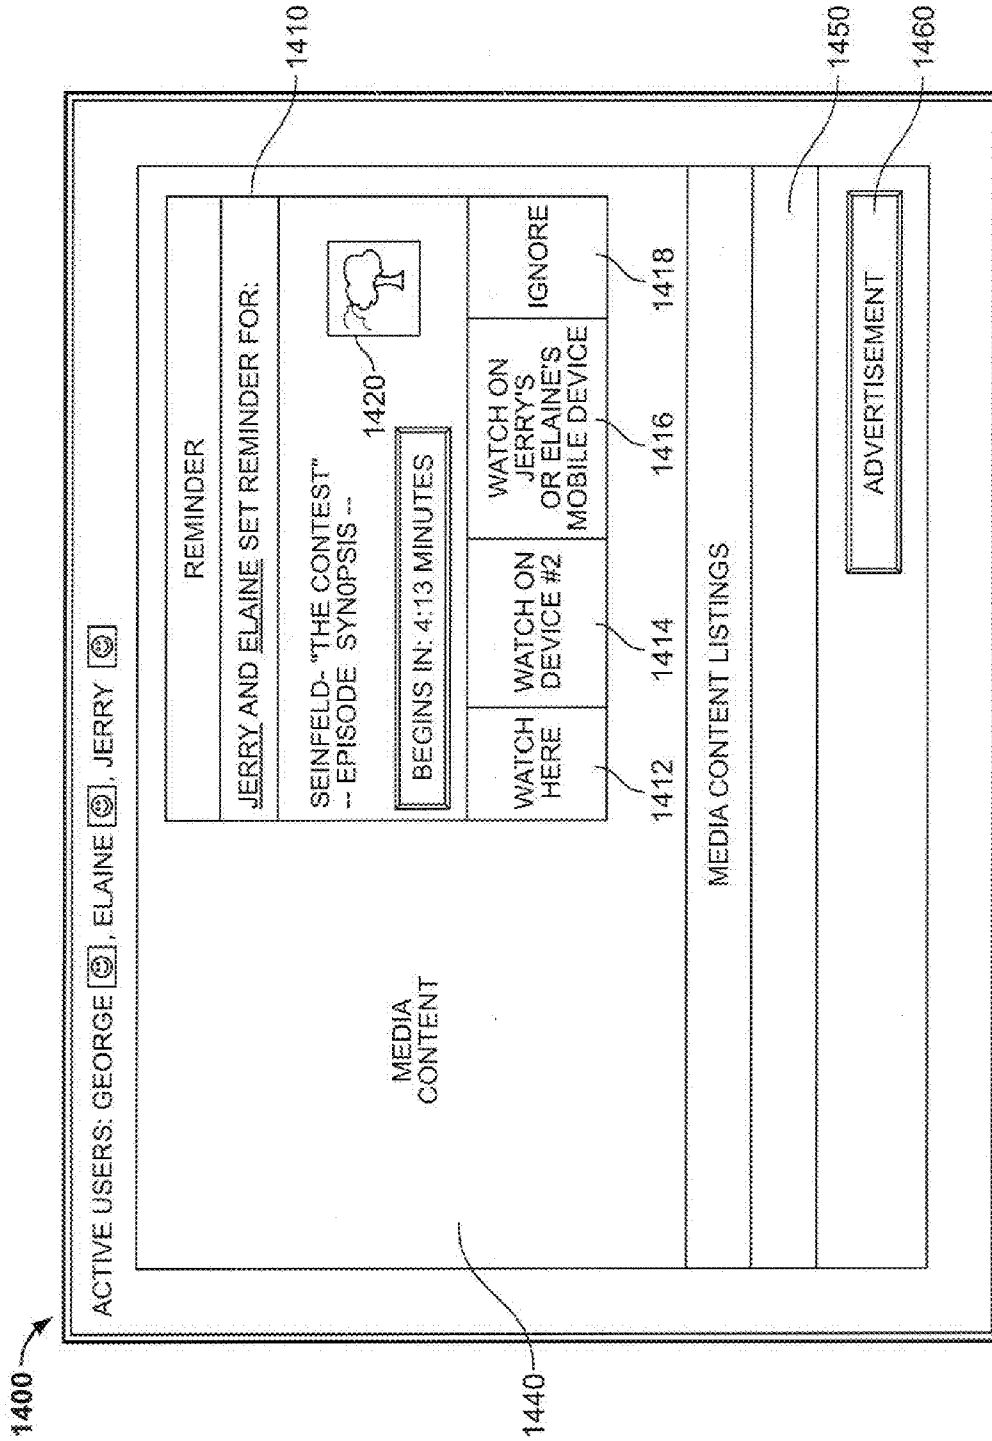 1400
ACTIVE USERS: GEORGE, ELAINE, JERRY
REMINDER
1410
JERRY AND ELAINE SET REMINDER FOR:
SEINFELD- "THE CONTEST"
-- EPISODE SYNOPSIS --
1420
BEGINS IN: 4:13 MINUTES
WATCH
HERE
WATCH ON
DEVICE #2
WATCH ON
JERRY'S
OR ELAINE'S
MOBILE DEVICE
IGNORE
1412
1414
1416
1418
MEDIA
CONTENT
1440
MEDIA CONTENT LISTINGS
1450
ADVERTISEMENT
1460